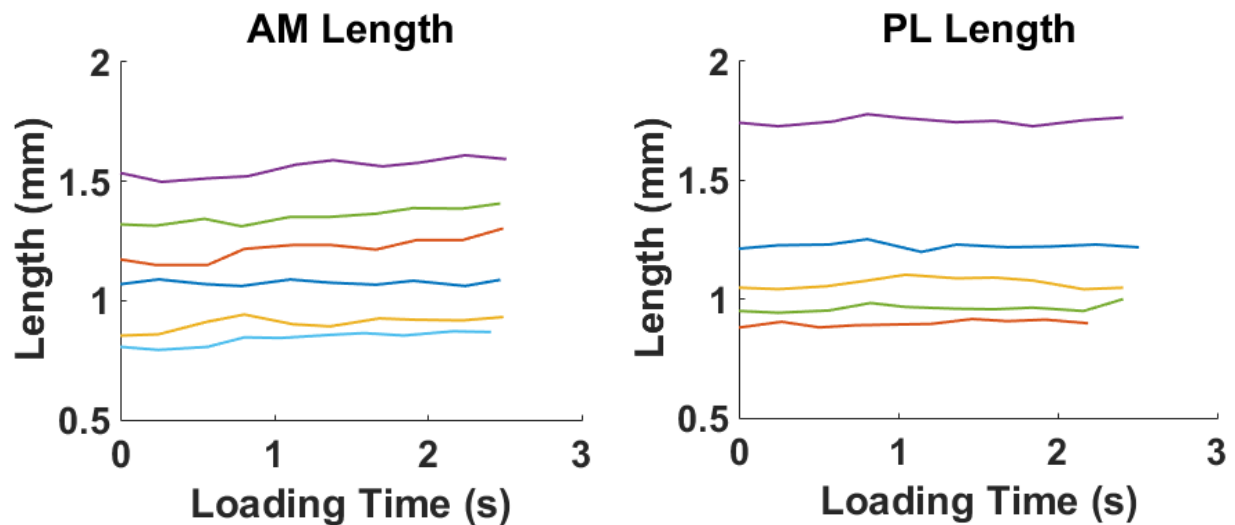 AM Length
2
1.5
1
0.5
Length (mm)
0 1 2 3
Loading Time (s)
PL Length
2
1.5
1
0.5
Length (mm)
0 1 2 3
Loading Time (s)